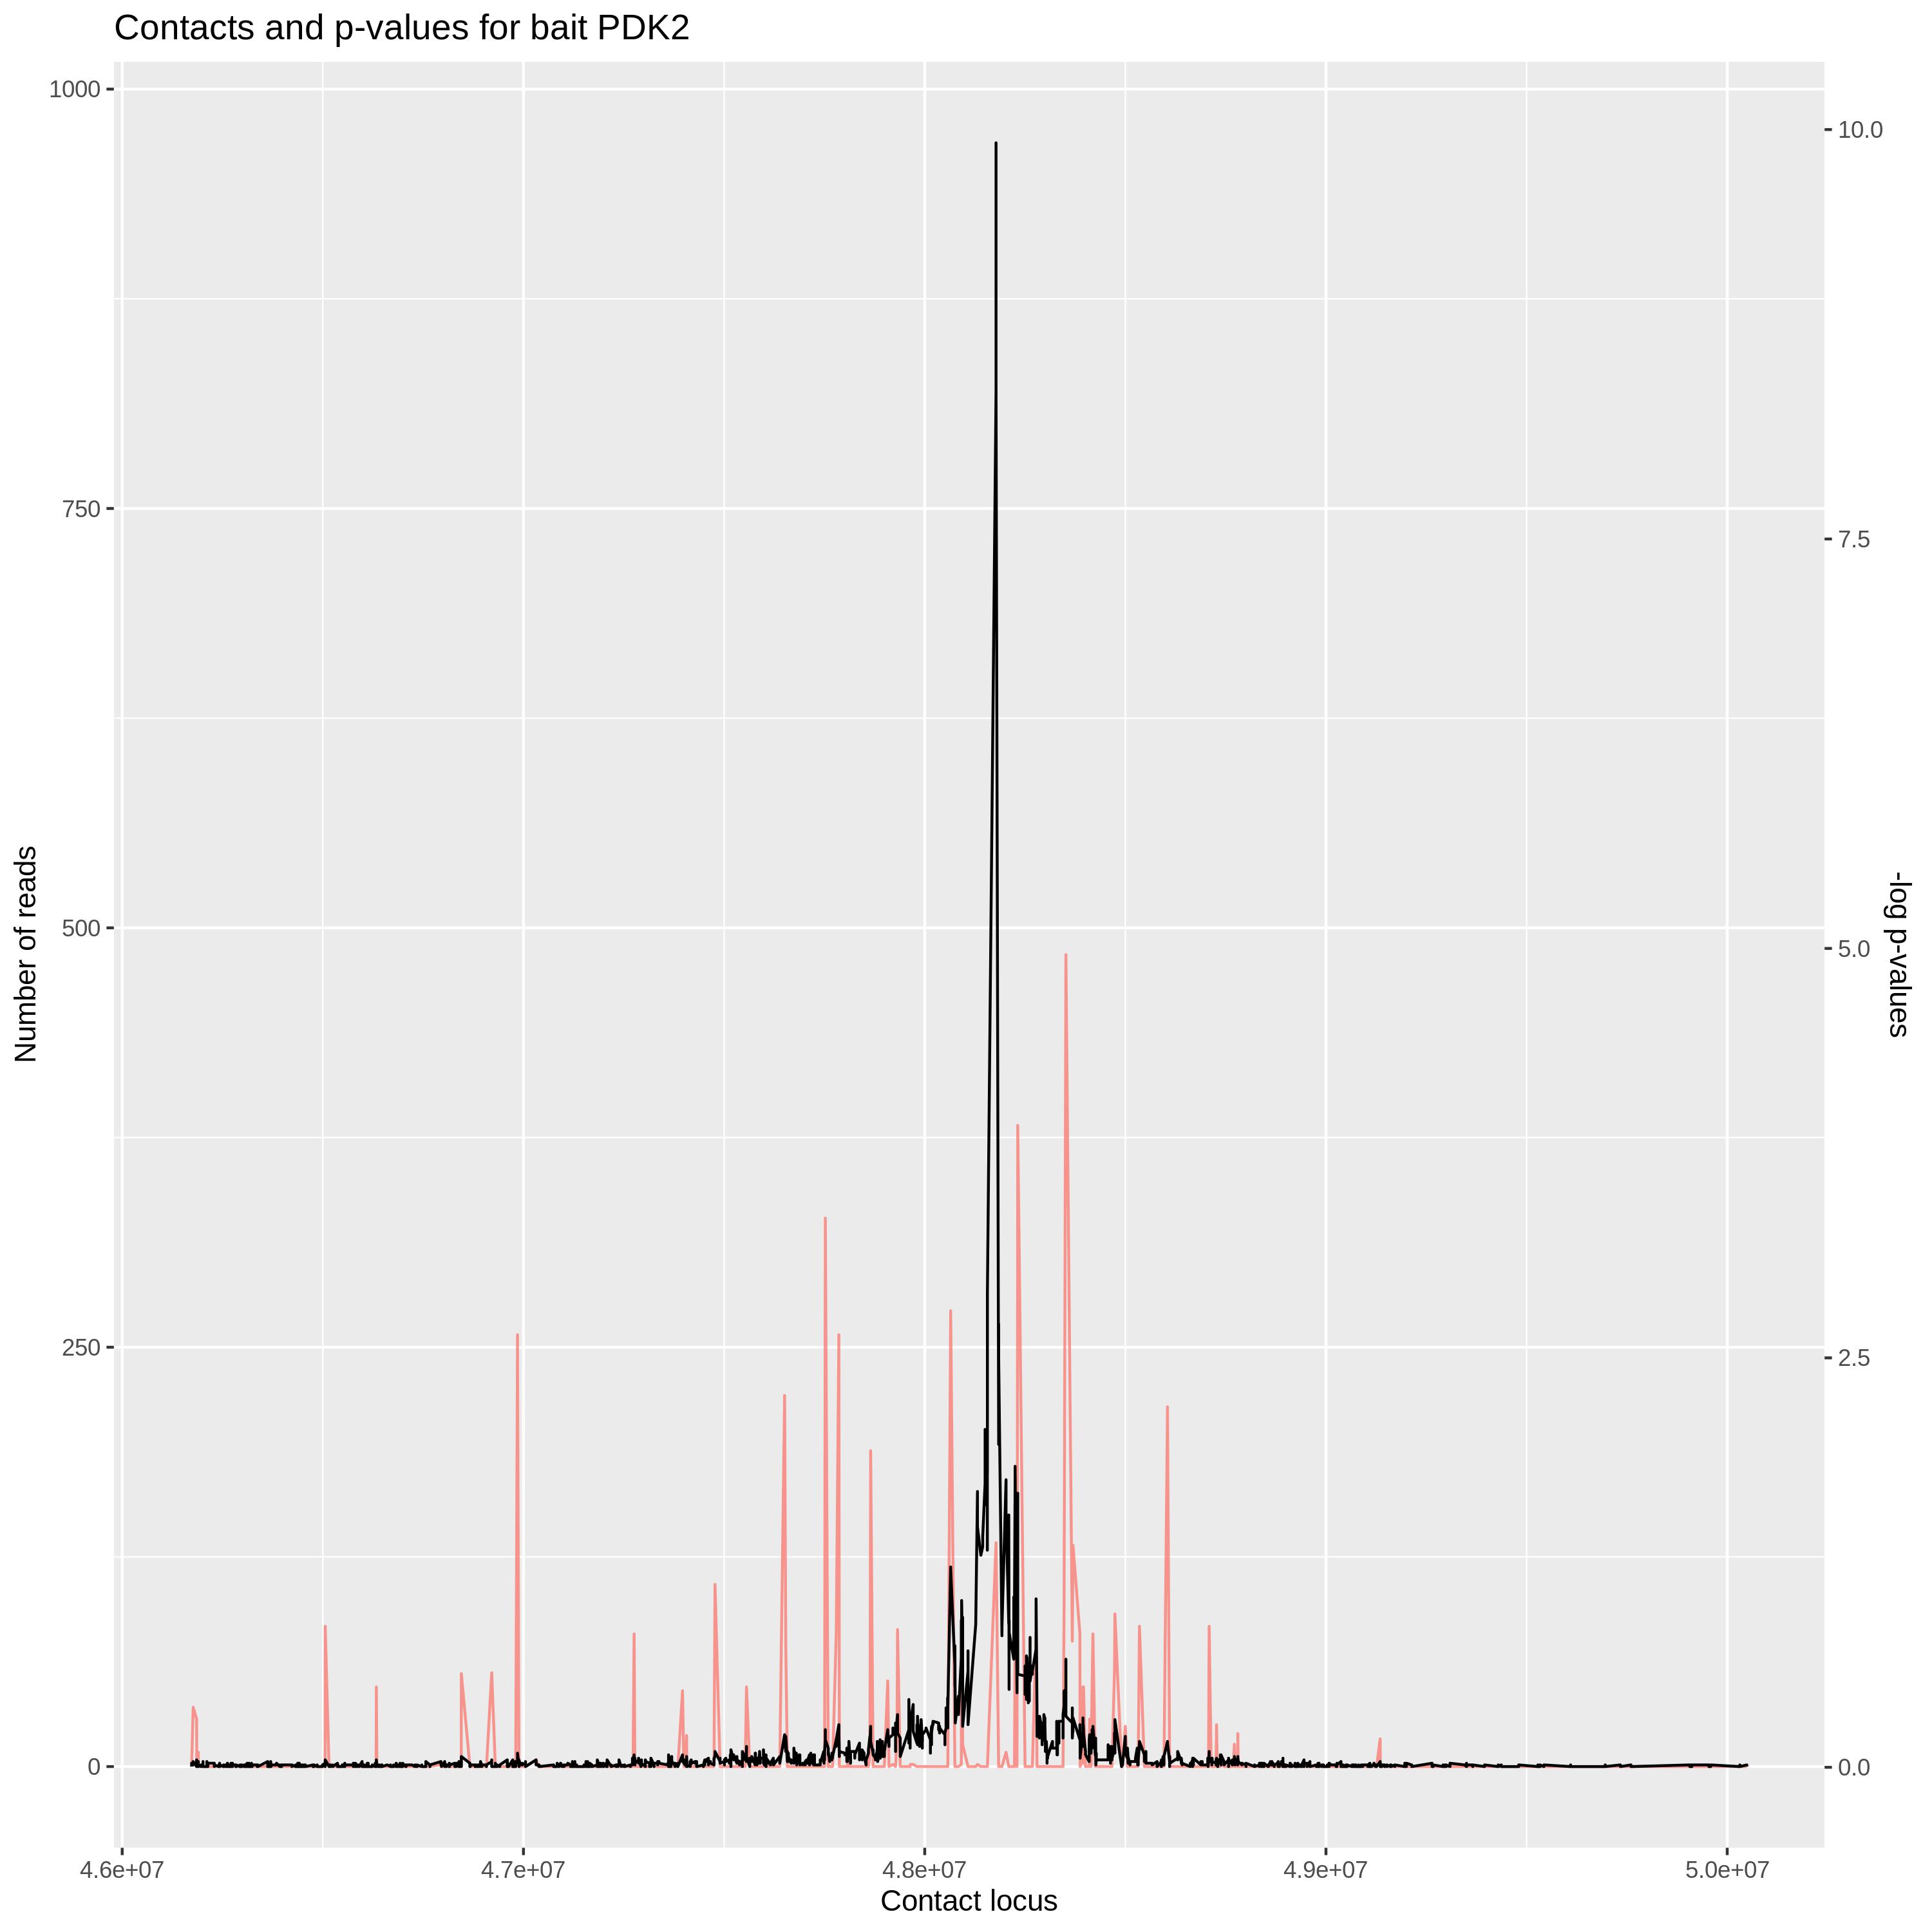 Contacts and p-values for bait PDK2
1000
750
500
250
0
Number of reads
10.0
7.5
5.0
2.5
0.0
-log p-values
4.6e+07
4.7e+07
4.8e+07
4.9e+07
5.0e+07
Contact locus